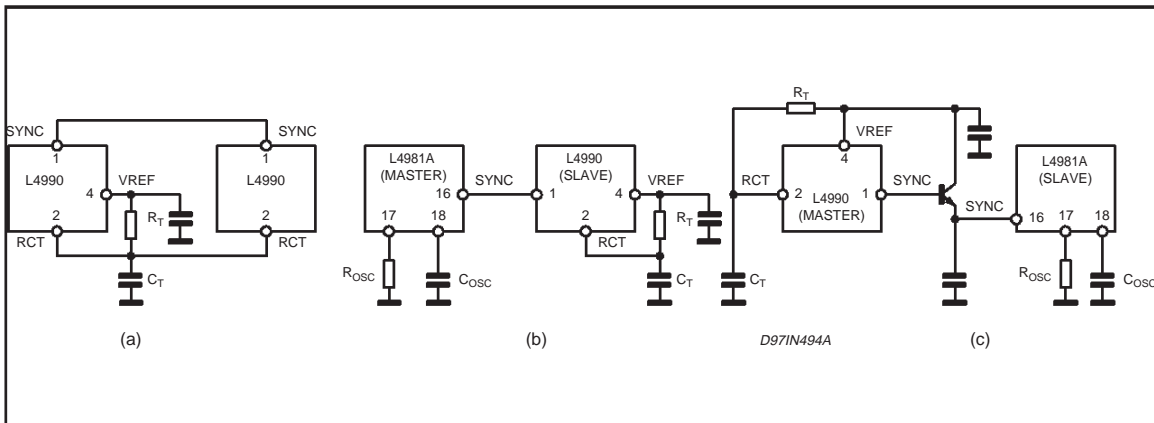 SYNC
SYNC
1
L4990
4
VREF
2
RCT
RT
CT
1
L4990
2
RCT
(a)
L4981A
(MASTER)
16
17
18
SYNC
ROSC
COSC
L4990
(SLAVE)
1
4
VREF
2
RCT
RT
CT
(b)
RT
VREF
4
RCT
2
L4990
(MASTER)
1
SYNC
CT
SYNC
L4981A
(SLAVE)
16
17
18
ROSC
COSC
D97IN494A
(c)